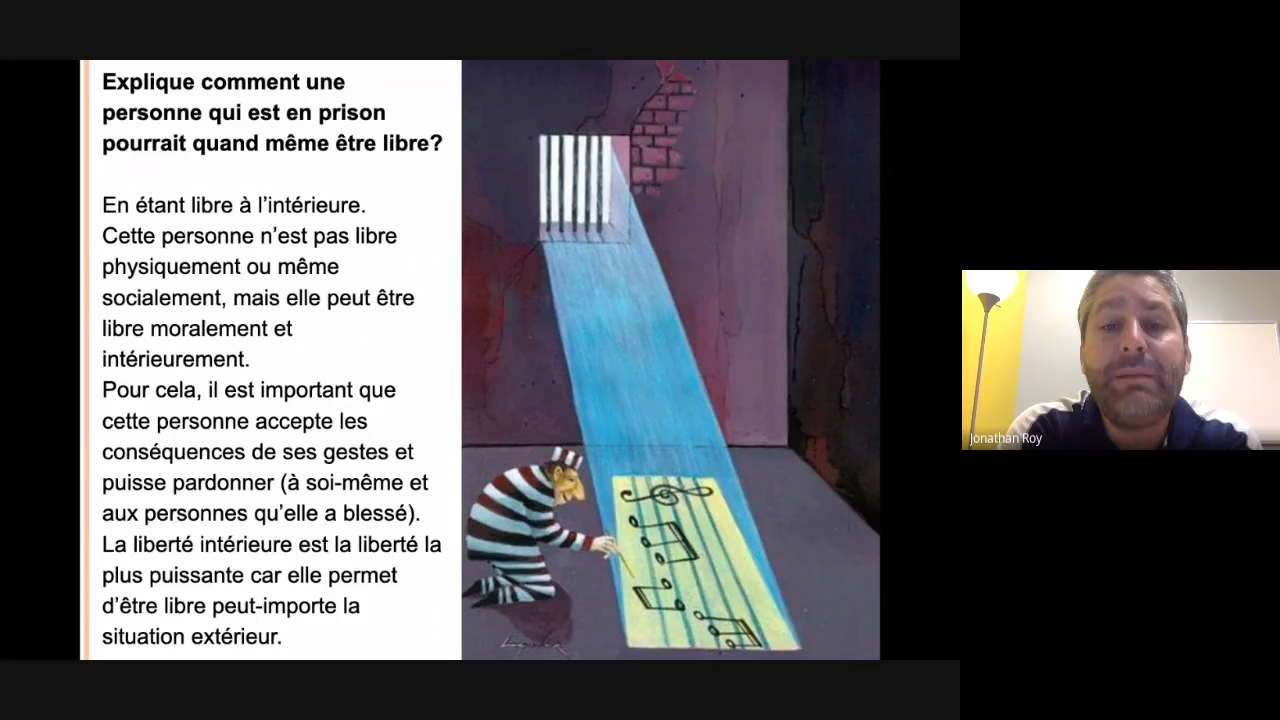 Explique comment une
personne qui est en prison
pourrait quand même être libre?
En étant libre à l’intérieure.
Cette personne n’est pas libre
physiquement ou même
socialement, mais elle peut être
libre moralement et
intérieurement.
Pour cela, il est important que
cette personne accepte les
conséquences de ses gestes et
puisse pardonner (à soi-même et
aux personnes qu’elle a blessé).
La liberté intérieure est la liberté la
plus puissante car elle permet
d’être libre peut-importe la
situation extérieur.
Jonathan Roy